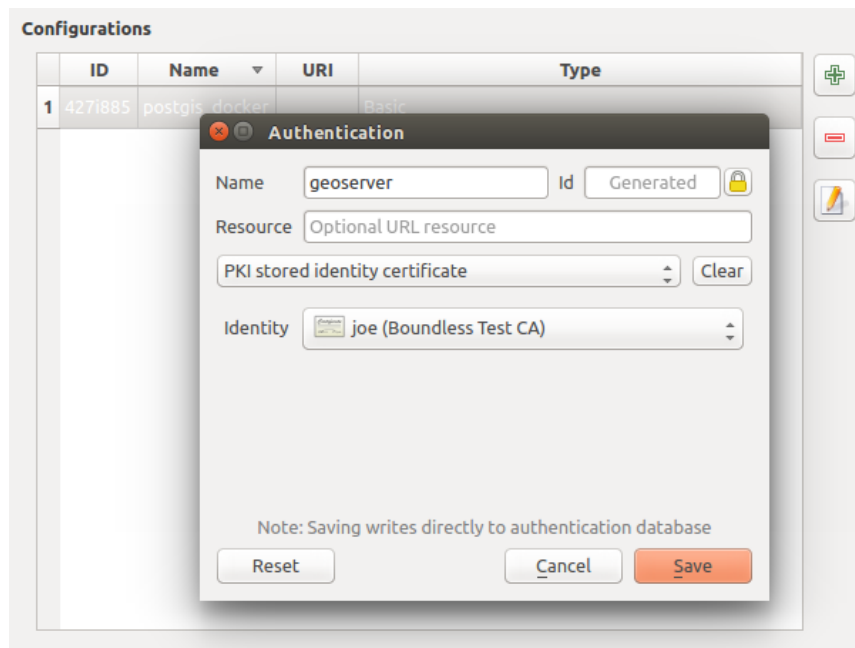 Configurations
ID Name URI Type
1 427i885 postgis_docker Basic
Authentication
Name geoserver Id Generated
Resource Optional URL resource
PKI stored identity certificate Clear
Identity joe (Boundless Test CA)
Note: Saving writes directly to authentication database
Reset Cancel Save